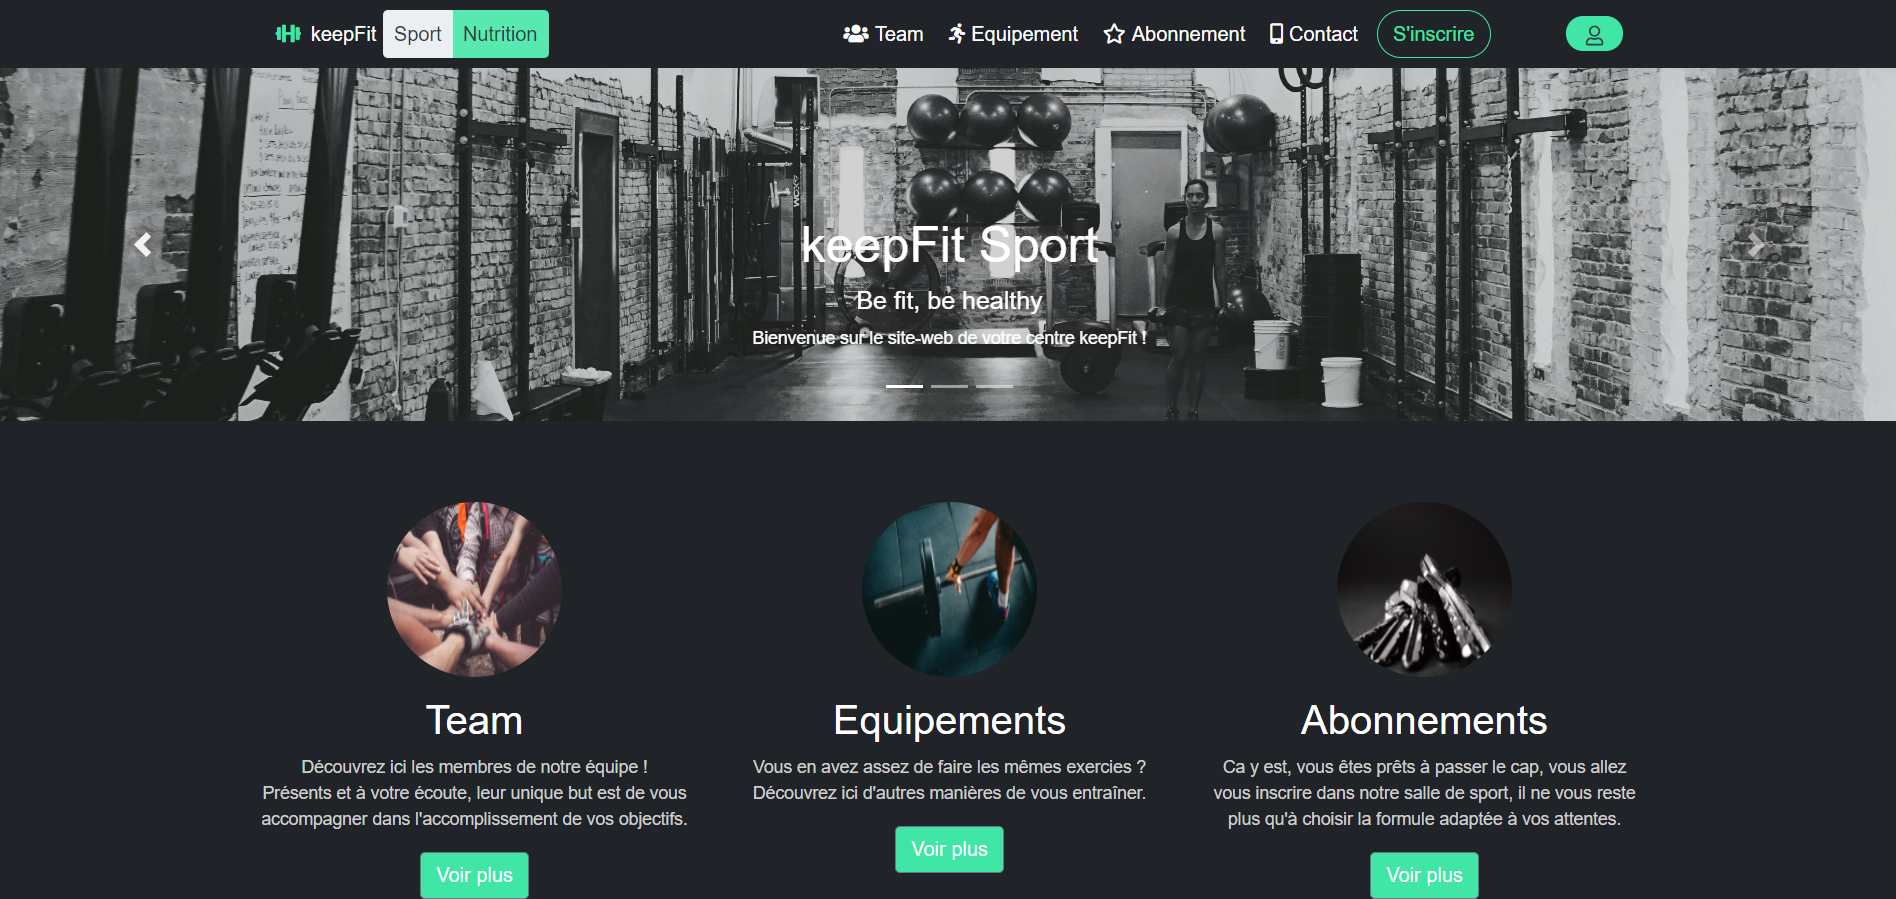 keepFit Sport Nutrition Team Equipement Abonnement Contact S'inscrire
keepFit Sport
Be fit, be healthy
Bienvenue sur le site-web de votre centre keepFit !
Team
Découvrez ici les membres de notre équipe !
Présents et à votre écoute, leur unique but est de vous
accompagner dans l'accomplissement de vos objectifs.
Voir plus
Equipements
Vous en avez assez de faire les mêmes exercies ?
Découvrez ici d'autres manières de vous entraîner.
Voir plus
Abonnements
Ca y est, vous êtes prêts à passer le cap, vous allez
vous inscrire dans notre salle de sport, il ne vous reste
plus qu'à choisir la formule adaptée à vos attentes.
Voir plus